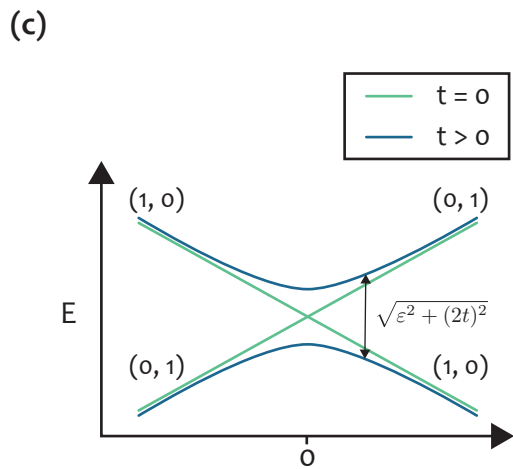 (c)
t = 0
t > 0
(1, 0)
(0, 1)
E
√ε² + (2t)²
(0, 1)
(1, 0)
0